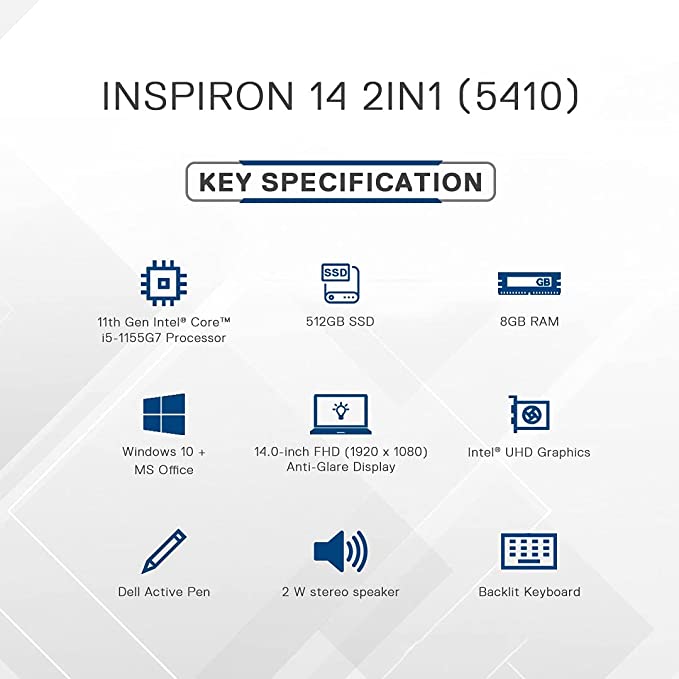 INSPIRON 14 2IN1 (5410)
KEY SPECIFICATION
SSD
GB
11th Gen Intel® Core™
i5-1155G7 Processor
512GB SSD
8GB RAM
Windows 10 +
MS Office
14.0-inch FHD (1920 x 1080)
Anti-Glare Display
Intel® UHD Graphics
Dell Active Pen
2 W stereo speaker
Backlit Keyboard